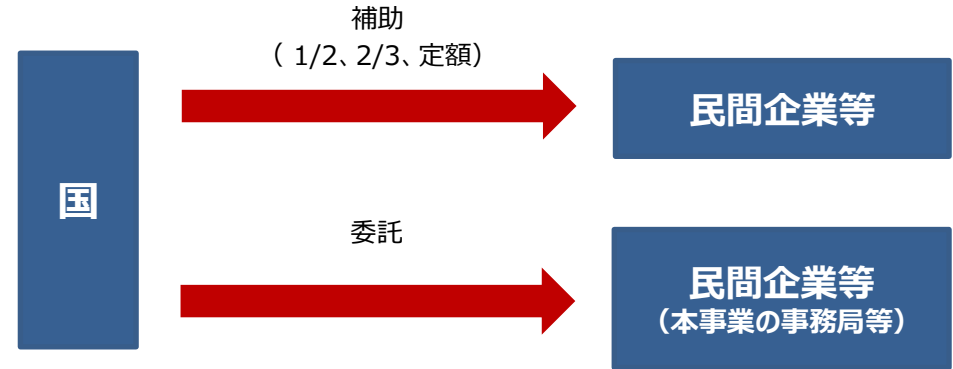 補助
（ 1/2、2/3、定額）
民間企業等
国
委託
民間企業等
（本事業の事務局等）